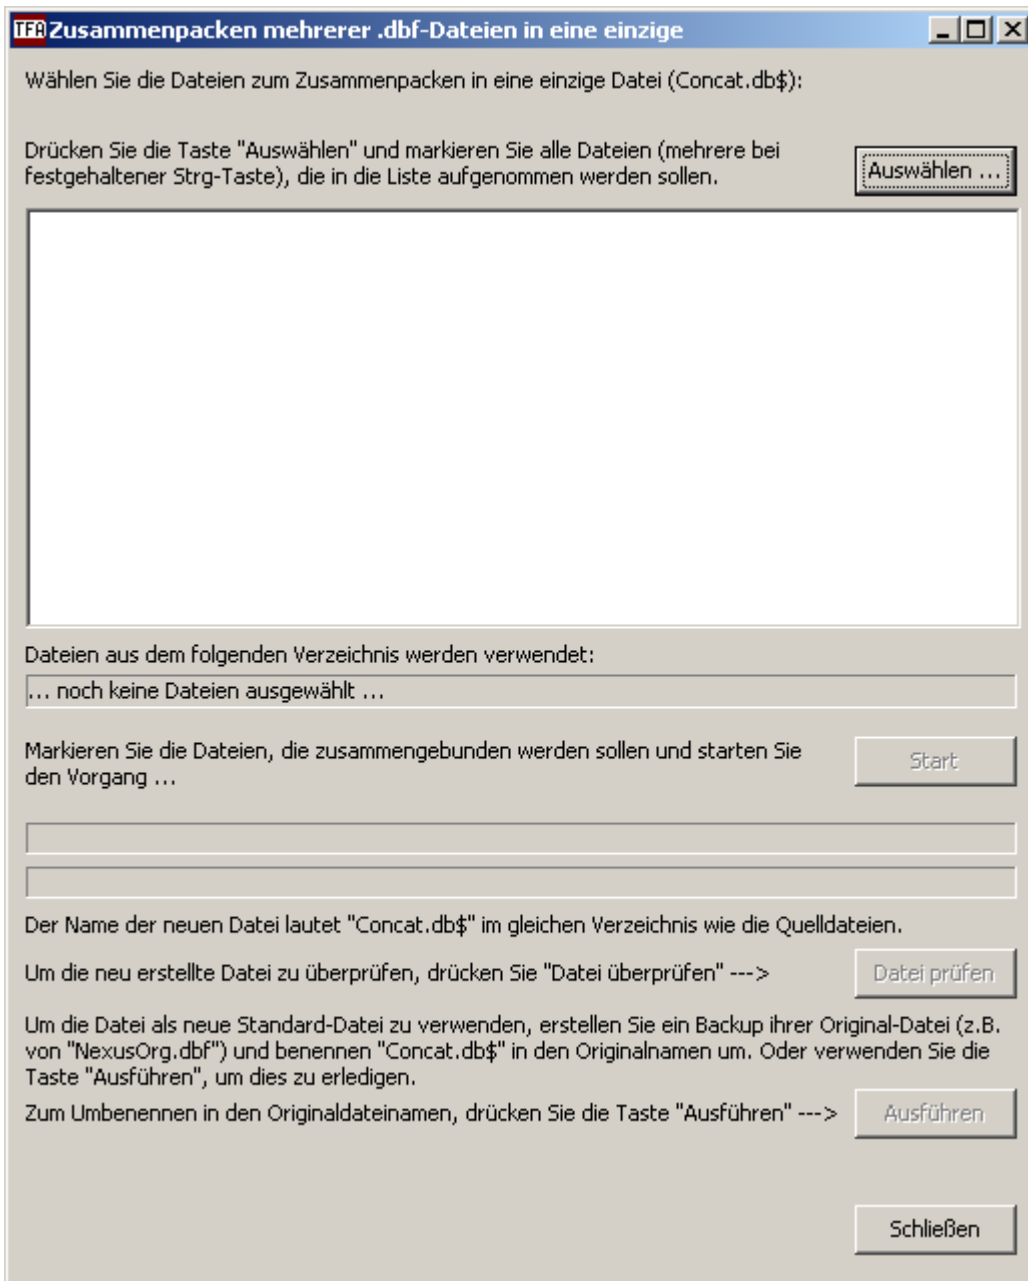 TFA Zusammenpacken mehrerer .dbf-Dateien in eine einzige
Wählen Sie die Dateien zum Zusammenpacken in eine einzige Datei (Concat.db$):
Drücken Sie die Taste "Auswählen" und markieren Sie alle Dateien (mehrere bei
festgehaltener Strg-Taste), die in die Liste aufgenommen werden sollen.
Auswählen ...
Dateien aus dem folgenden Verzeichnis werden verwendet:
... noch keine Dateien ausgewählt ...
Markieren Sie die Dateien, die zusammengebunden werden sollen und starten Sie
den Vorgang ...
Start
Der Name der neuen Datei lautet "Concat.db$" im gleichen Verzeichnis wie die Quelldateien.
Um die neu erstellte Datei zu überprüfen, drücken Sie "Datei überprüfen" --->
Datei prüfen
Um die Datei als neue Standard-Datei zu verwenden, erstellen Sie ein Backup ihrer Original-Datei (z.B.
von "NexusOrg.dbf") und benennen "Concat.db$" in den Originalnamen um. Oder verwenden Sie die
Taste "Ausführen", um dies zu erledigen.
Zum Umbenennen in den Originaldateinamen, drücken Sie die Taste "Ausführen" --->
Ausführen
Schließen